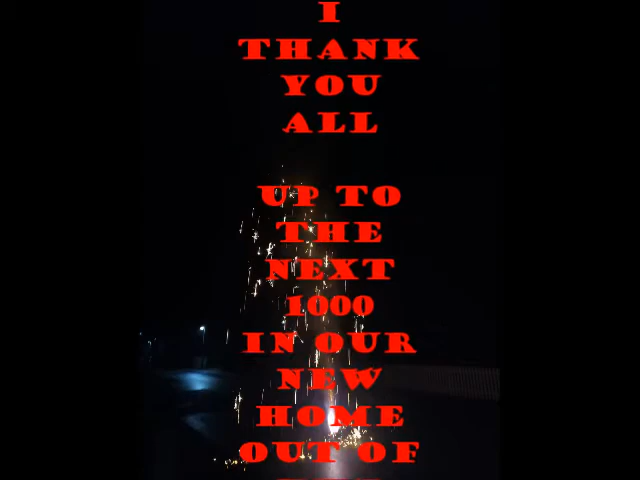 I
THANK
YOU
ALL
UP TO
THE
NEXT
1000
IN OUR
NEW
HOME
OUT OF